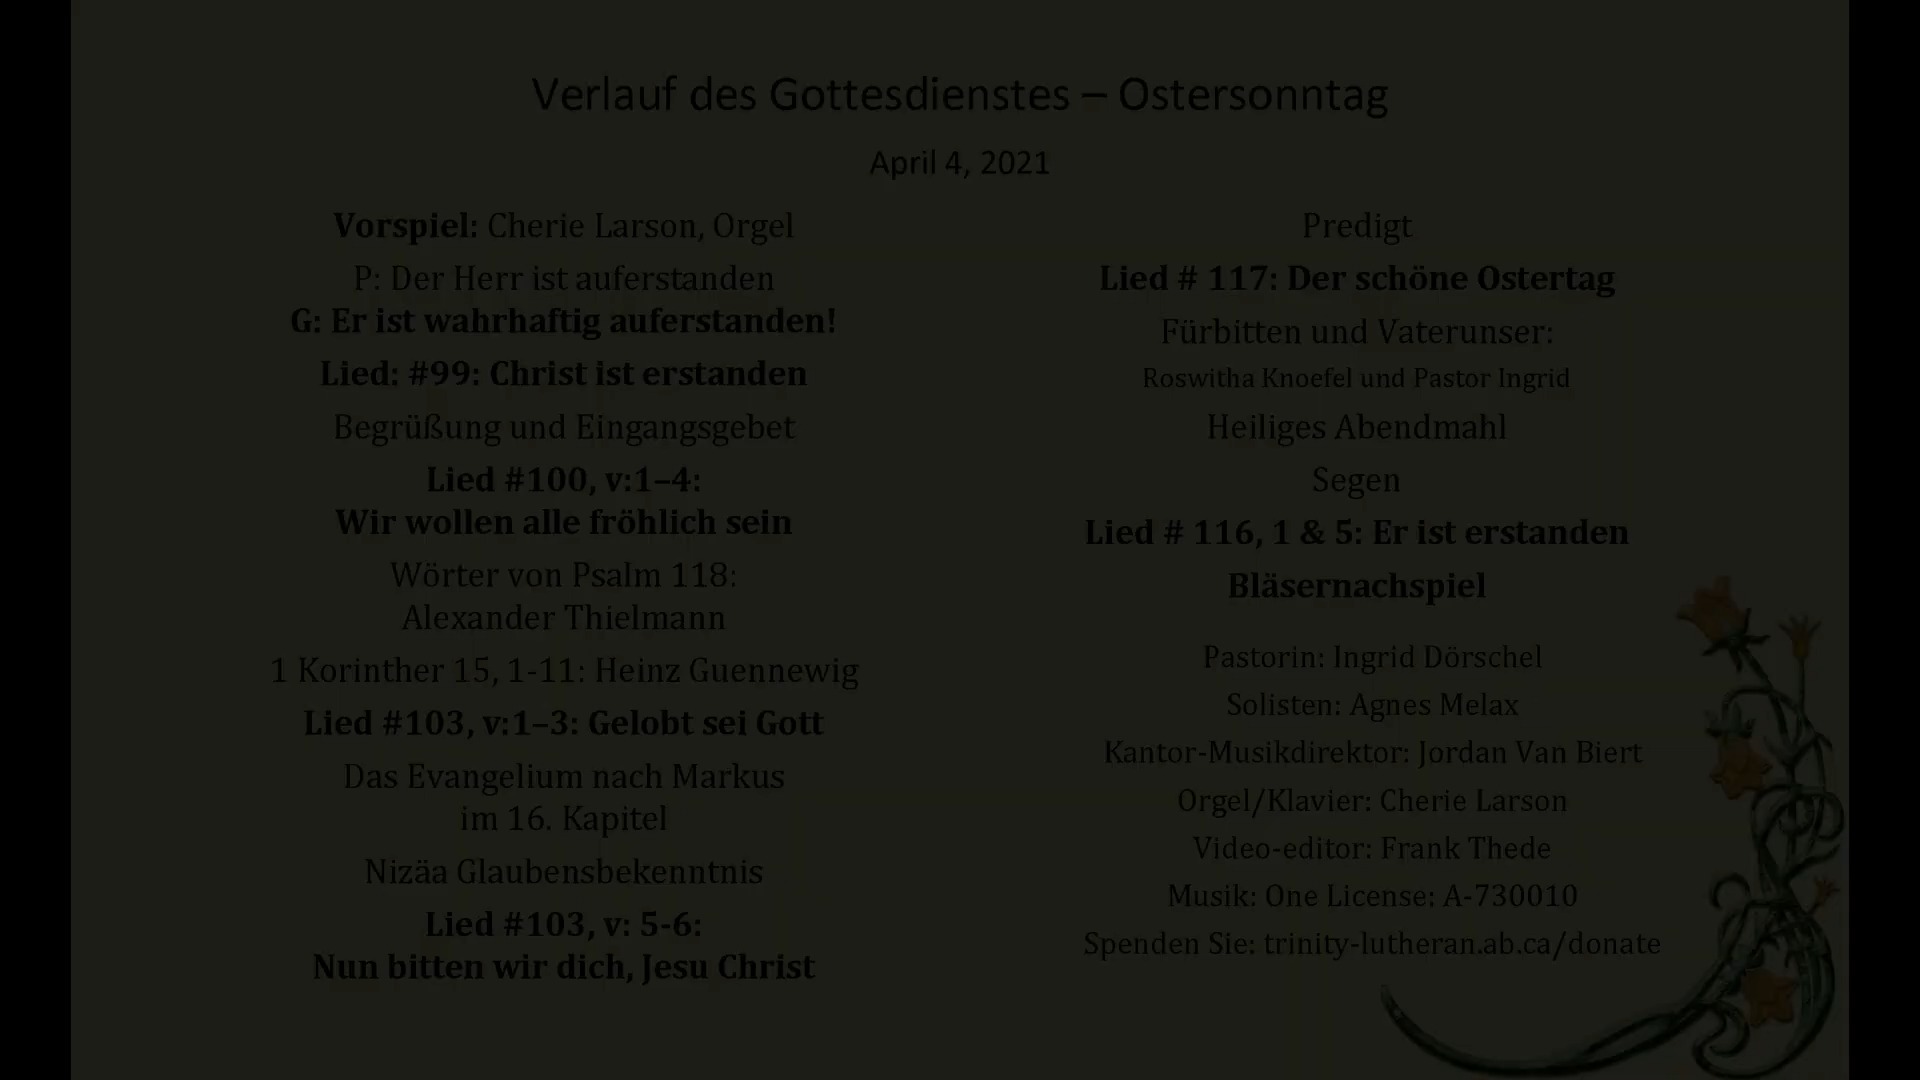 Verlauf des Gottesdienstes – Ostersonntag
April 4, 2021
Vorspiel: Cherie Larson, Orgel
P: Der Herr ist auferstanden
G: Er ist wahrhaftig auferstanden!
Lied: #99: Christ ist erstanden
Begrüßung und Eingangsgebet
Lied #100, v:1–4:
Wir wollen alle fröhlich sein
Wörter von Psalm 118:
Alexander Thielmann
1 Korinther 15, 1-11: Heinz Guennewig
Lied #103, v:1–3: Gelobt sei Gott
Das Evangelium nach Markus
im 16. Kapitel
Nizäa Glaubensbekenntnis
Lied #103, v: 5-6:
Nun bitten wir dich, Jesu Christ
Predigt
Lied # 117: Der schöne Ostertag
Fürbitten und Vaterunser:
Roswitha Knoefel und Pastor Ingrid
Heiliges Abendmahl
Segen
Lied # 116, 1 & 5: Er ist erstanden
Bläsernachspiel
Pastorin: Ingrid Dörschel
Solisten: Agnes Melax
Kantor-Musikdirektor: Jordan Van Biert
Orgel/Klavier: Cherie Larson
Video-editor: Frank Thede
Musik: One License: A-730010
Spenden Sie: trinity-lutheran.ab.ca/donate